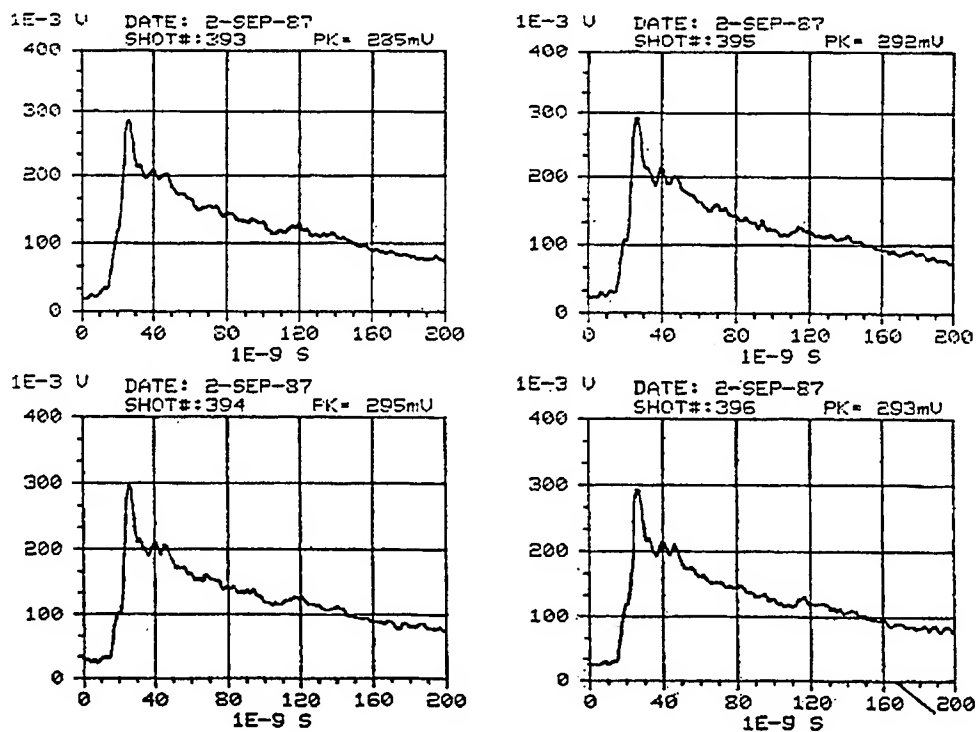 1E-3 V
DATE: 2-SEP-87
SHOT#:393 PK= 285mV
400
300
200
100
0
0 40 80 120 160 200
1E-9 S
1E-3 V
DATE: 2-SEP-87
SHOT#:395 PK= 292mV
400
300
200
100
0
0 40 80 120 160 200
1E-9 S
1E-3 V
DATE: 2-SEP-87
SHOT#:394 PK= 295mV
400
300
200
100
0
0 40 80 120 160 200
1E-9 S
1E-3 V
DATE: 2-SEP-87
SHOT#:396 PK= 293mV
400
300
200
100
0
0 40 80 120 160 200
1E-9 S